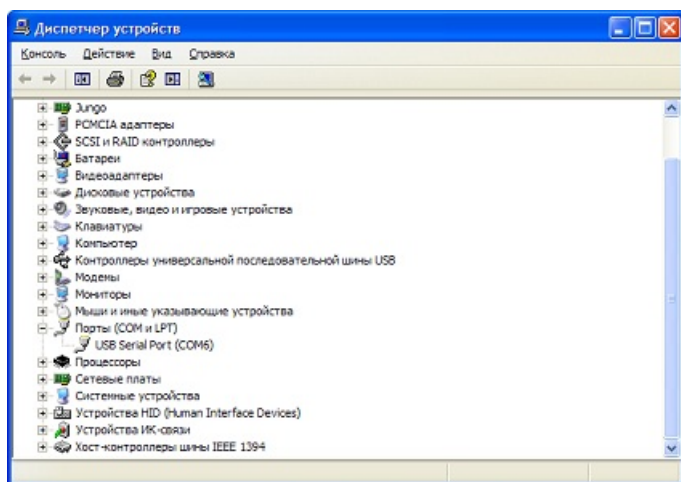 Диспетчер устройств
Консоль Действие Вид Справка
Jungo
PCMCIA адаптеры
SCSI и RAID контроллеры
Батареи
Видеоадаптеры
Дисковые устройства
Звуковые, видео и игровые устройства
Клавиатуры
Компьютер
Контроллеры универсальной последовательной шины USB
Модемы
Мониторы
Мыши и иные указывающие устройства
Порты (COM и LPT)
USB Serial Port (COM6)
Процессоры
Сетевые платы
Системные устройства
Устройства HID (Human Interface Devices)
Устройства ИК-связи
Хост-контроллеры шины IEEE 1394